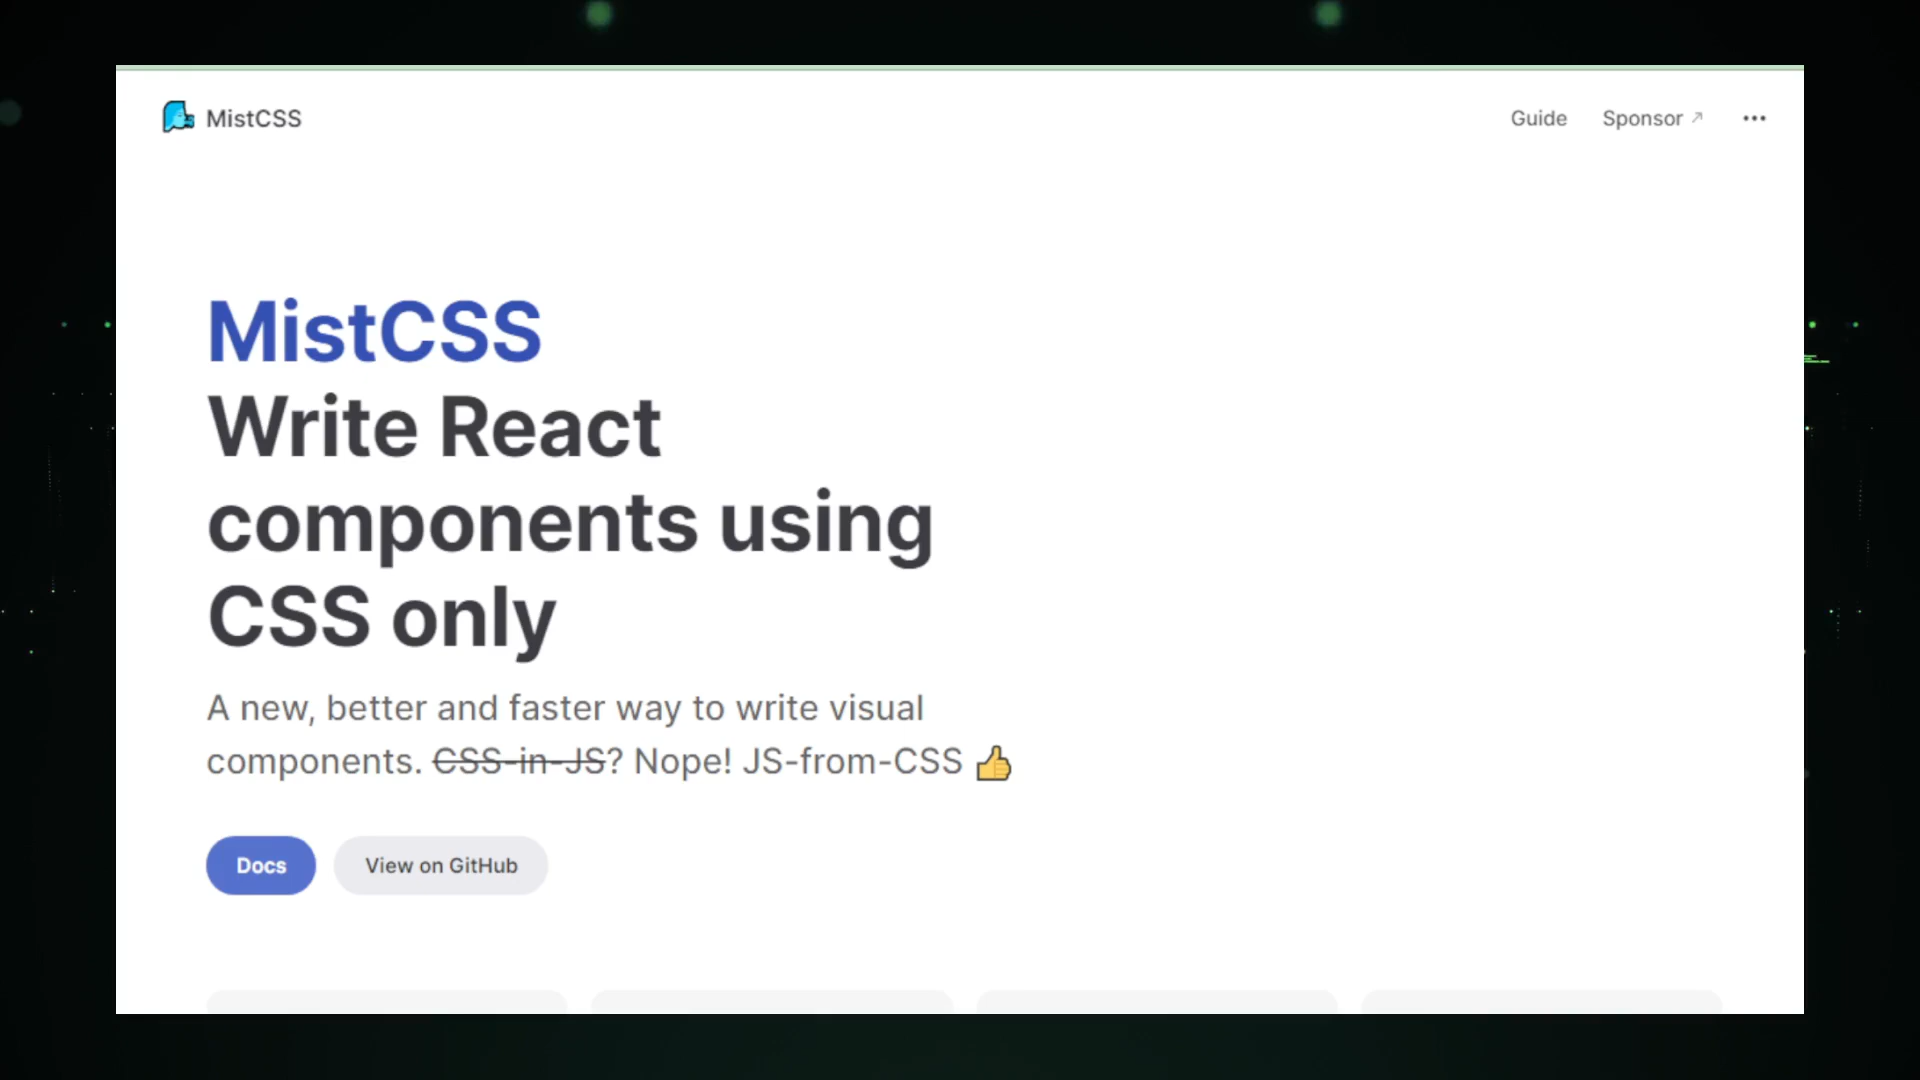 MistCSS
Guide
Sponsor ↗
MistCSS
Write React
components using
CSS only
A new, better and faster way to write visual
components. CSS-in-JS? Nope! JS-from-CSS 👍
Docs
View on GitHub